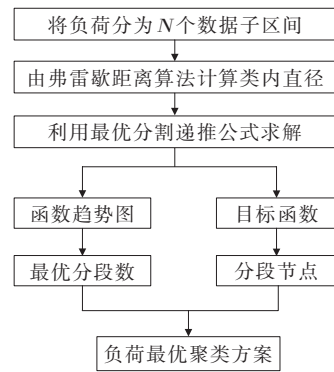 将负荷分为N个数据子区间
由弗雷歇距离算法计算类内直径
利用最优分割递推公式求解
函数趋势图
目标函数
最优分段数
分段节点
负荷最优聚类方案